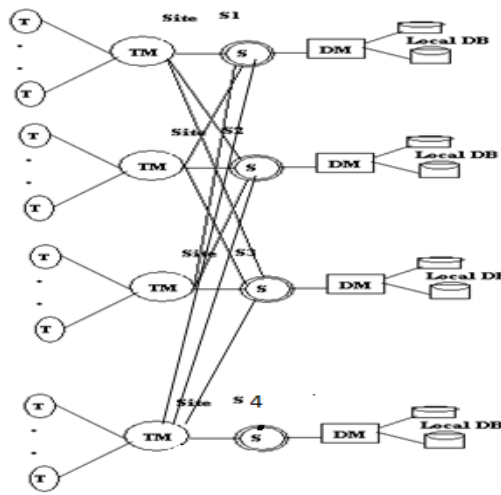 Site S1
T
TM S DM Local DB
T
Site S2
T
TM S DM Local DB
T
Site S3
T
TM S DM Local DB
T
Site S 4
T
TM S DM Local DB
T